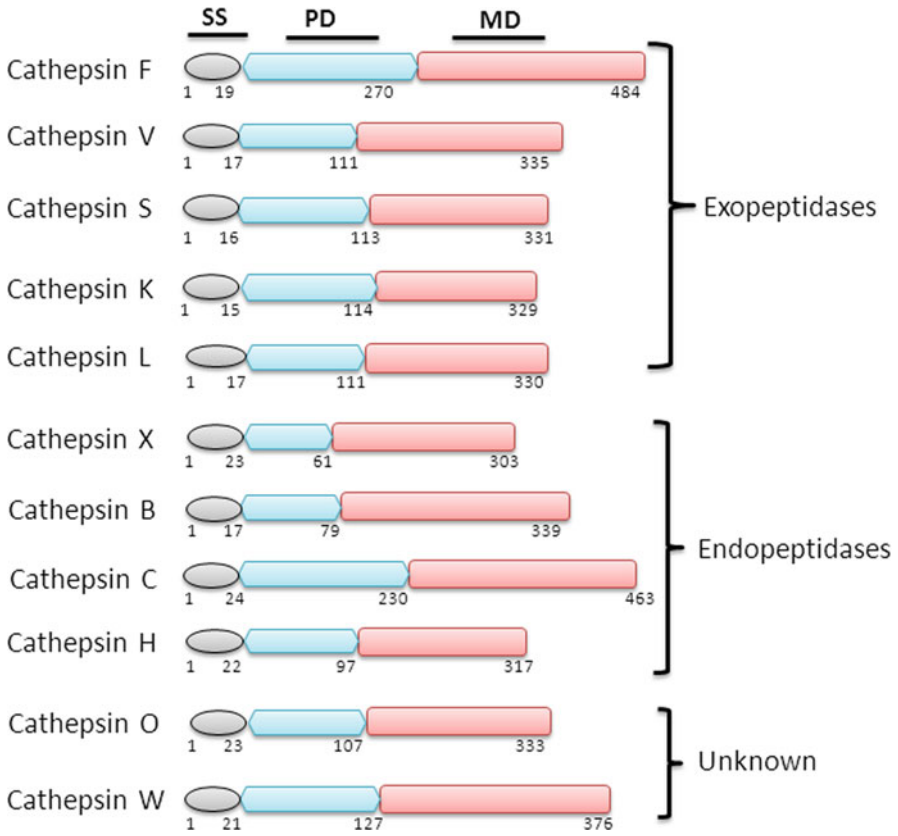 SS PD MD
Cathepsin F
1 19 270 484
Cathepsin V
1 17 111 335
Cathepsin S
1 16 113 331
Exopeptidases
Cathepsin K
1 15 114 329
Cathepsin L
1 17 111 330
Cathepsin X
1 23 61 303
Cathepsin B
1 17 79 339
Endopeptidases
Cathepsin C
1 24 230 463
Cathepsin H
1 22 97 317
Cathepsin O
1 23 107 333
Unknown
Cathepsin W
1 21 127 376